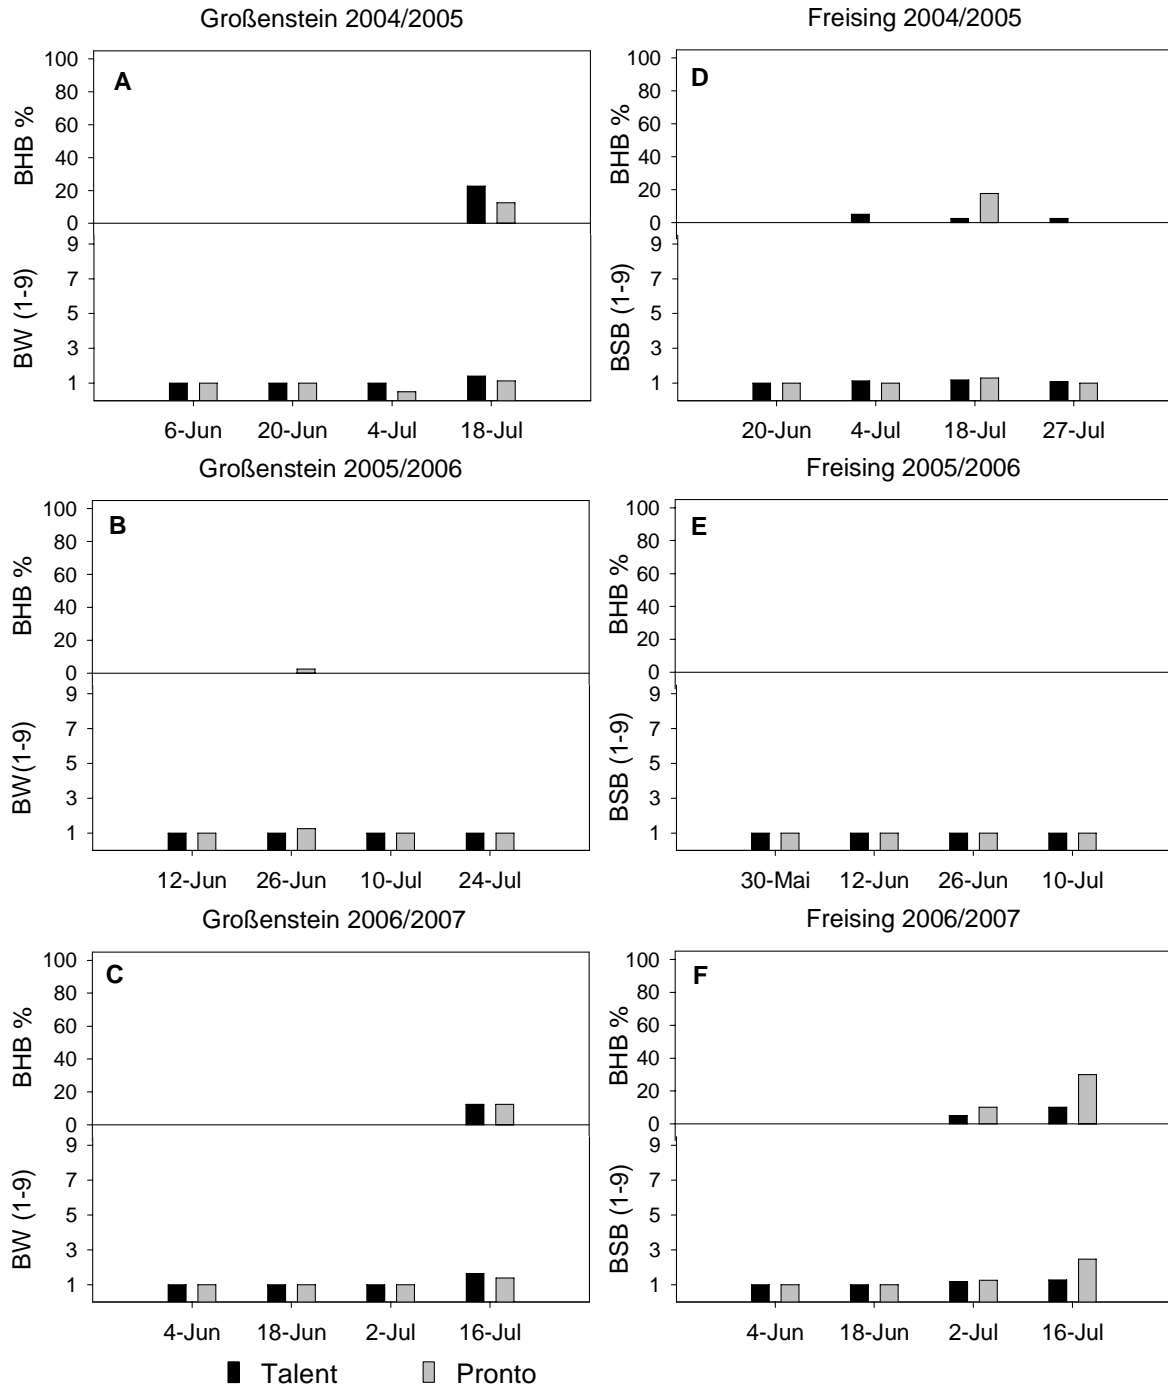 Großenstein 2004/2005
A
BHB %
100
80
60
40
20
0
BW (1-9)
9
7
5
3
1
6-Jun 20-Jun 4-Jul 18-Jul
Freising 2004/2005
D
BHB %
100
80
60
40
20
0
BSB (1-9)
9
7
5
3
1
20-Jun 4-Jul 18-Jul 27-Jul
Großenstein 2005/2006
B
BHB %
100
80
60
40
20
0
BW(1-9)
9
7
5
3
1
12-Jun 26-Jun 10-Jul 24-Jul
Freising 2005/2006
E
BHB %
100
80
60
40
20
0
BSB (1-9)
9
7
5
3
1
30-Mai 12-Jun 26-Jun 10-Jul
Großenstein 2006/2007
C
BHB %
100
80
60
40
20
0
BW (1-9)
9
7
5
3
1
4-Jun 18-Jun 2-Jul 16-Jul
Freising 2006/2007
F
BHB %
100
80
60
40
20
0
BSB (1-9)
9
7
5
3
1
4-Jun 18-Jun 2-Jul 16-Jul
Talent Pronto